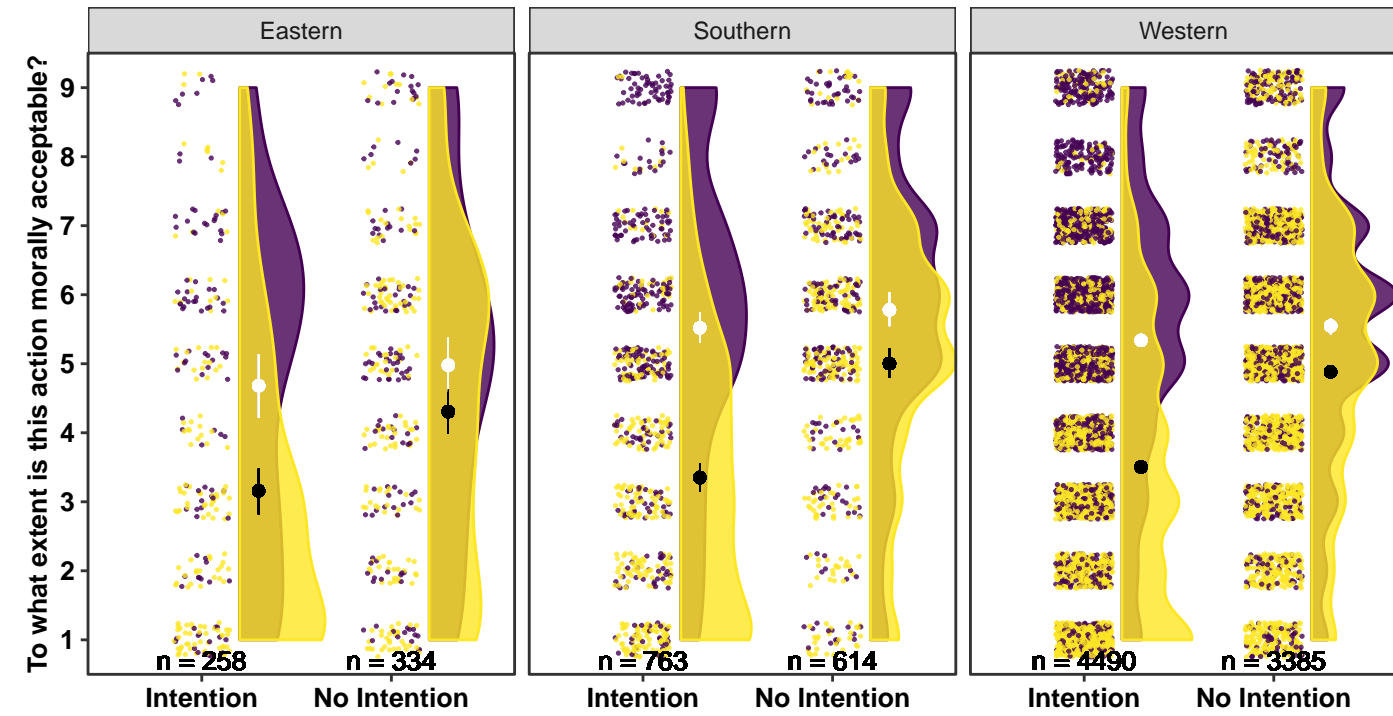 Eastern
Southern
Western
To what extent is this action morally acceptable?
9
8
7
6
5
4
3
2
1
n = 258
n = 334
n = 763
n = 614
n = 4490
n = 3385
Intention
No Intention
Intention
No Intention
Intention
No Intention